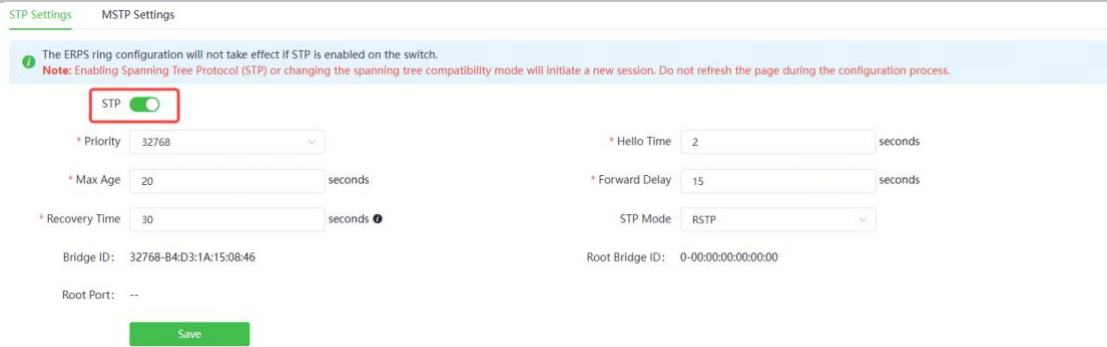 STP Settings MSTP Settings
The ERPS ring configuration will not take effect if STP is enabled on the switch.
Note: Enabling Spanning Tree Protocol (STP) or changing the spanning tree compatibility mode will initiate a new session. Do not refresh the page during the configuration process.
STP
* Priority 32768 * Hello Time 2 seconds
* Max Age 20 seconds * Forward Delay 15 seconds
* Recovery Time 30 seconds STP Mode RSTP
Bridge ID: 32768-B4:D3:1A:15:08:46 Root Bridge ID: 0-00:00:00:00:00:00
Root Port: --
Save